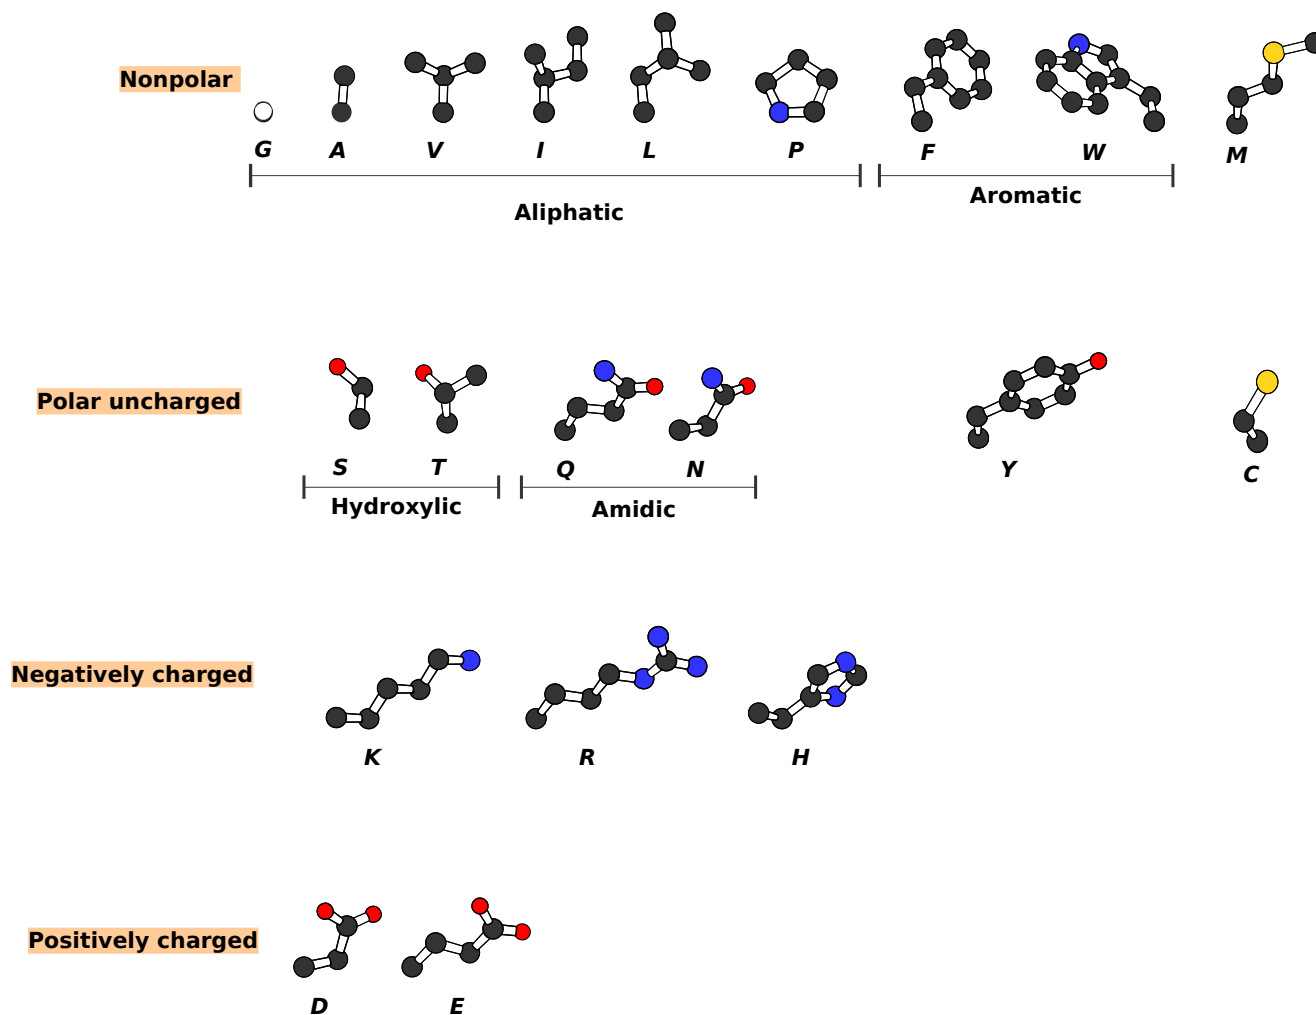 Nonpolar
G A V I L P F W M
Aliphatic
Aromatic
Polar uncharged
S T Q N Y C
Hydroxylic
Amidic
Negatively charged
K R H
Positively charged
D E